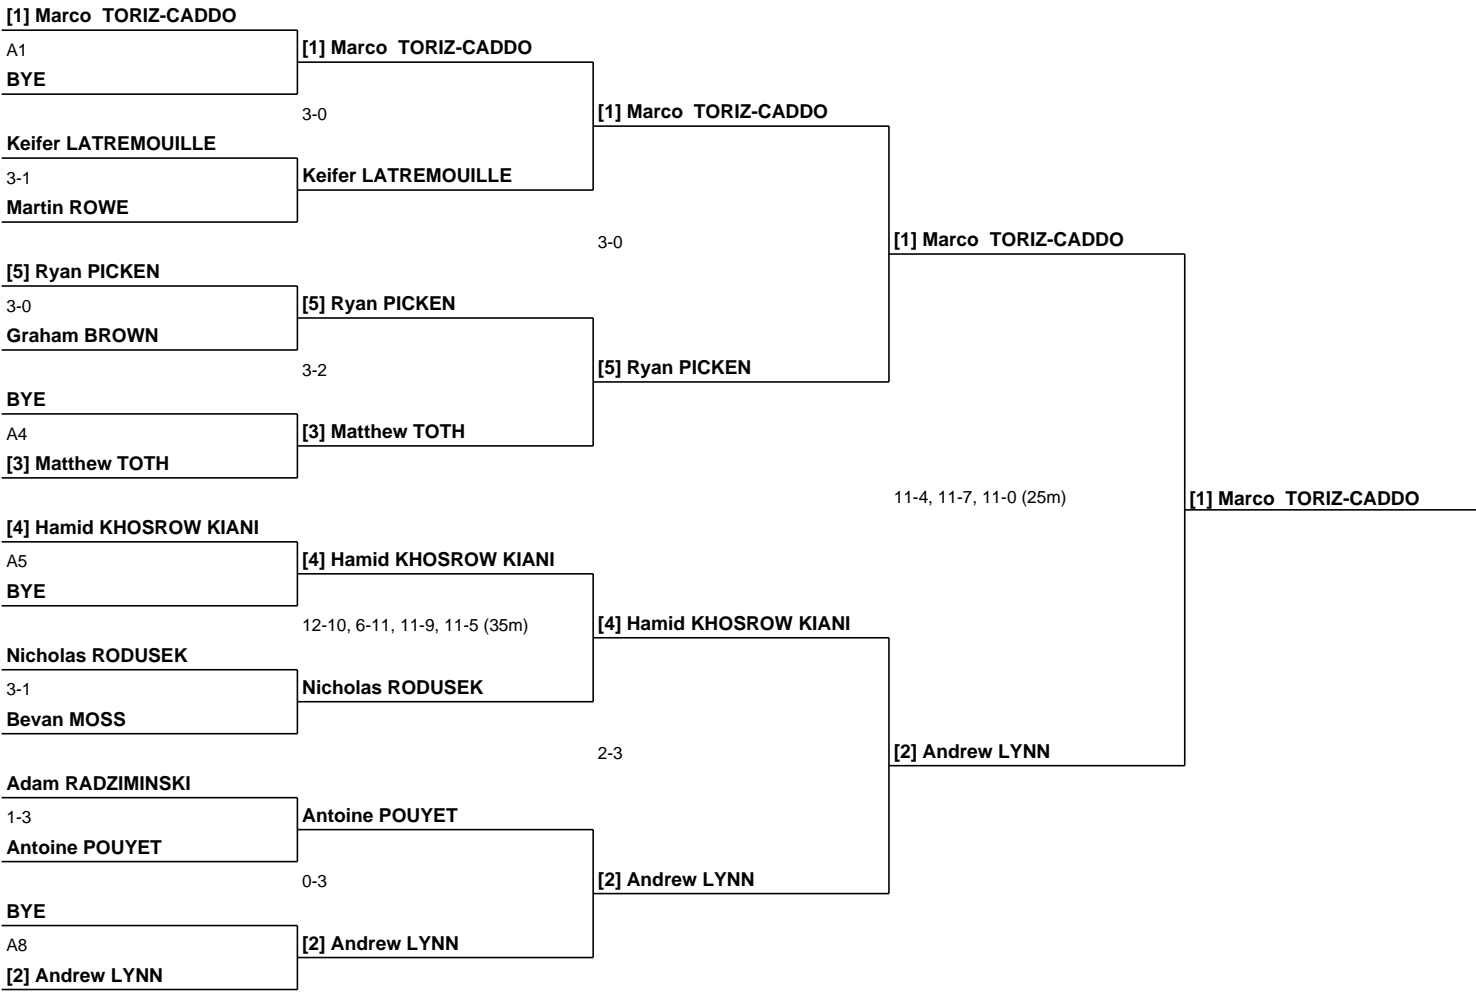 [1] Marco  TORIZ-CADDO
A1
BYE
Keifer LATREMOUILLE
3-1
Martin ROWE
[5] Ryan PICKEN
3-0
Graham BROWN
BYE
A4
[3] Matthew TOTH
[4] Hamid KHOSROW KIANI
A5
BYE
Nicholas RODUSEK
3-1
Bevan MOSS
Adam RADZIMINSKI
1-3
Antoine POUYET
BYE
A8
[2] Andrew LYNN
[1] Marco  TORIZ-CADDO
3-0
Keifer LATREMOUILLE
[5] Ryan PICKEN
3-2
[3] Matthew TOTH
[4] Hamid KHOSROW KIANI
12-10, 6-11, 11-9, 11-5 (35m)
Nicholas RODUSEK
Antoine POUYET
0-3
[2] Andrew LYNN
[1] Marco  TORIZ-CADDO
3-0
[5] Ryan PICKEN
[4] Hamid KHOSROW KIANI
2-3
[2] Andrew LYNN
[1] Marco  TORIZ-CADDO
11-4, 11-7, 11-0 (25m)
[2] Andrew LYNN
[1] Marco  TORIZ-CADDO